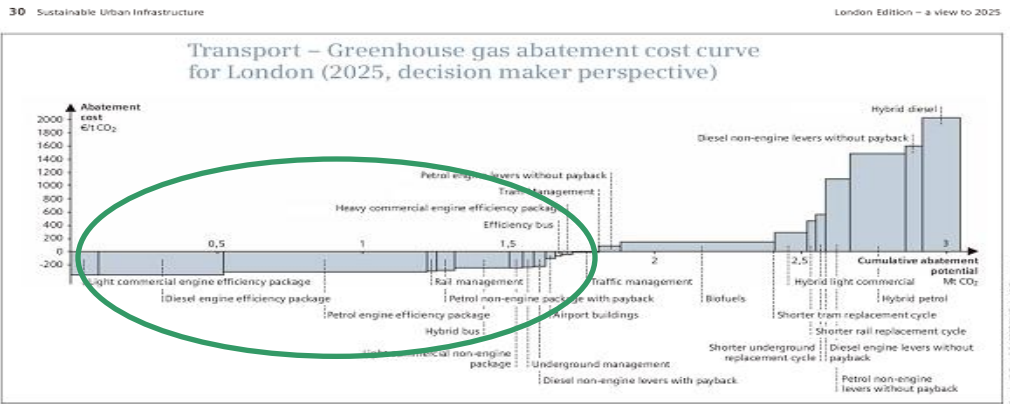 30 Sustainable Urban Infrastructure
London Edition – a view to 2025
Transport – Greenhouse gas abatement cost curve
for London (2025, decision maker perspective)
Abatement
cost
€/t CO2
2000
1800
1600
1400
1200
1000
800
600
400
200
0
-200
0,5
1
1,5
2
2,5
3
Hybrid diesel
Diesel non-engine levers without payback
Petrol engine levers without payback
Tram Management
Heavy commercial engine efficiency package
Efficiency bus
Cumulative abatement
potential
Mt CO2
Light commercial engine efficiency package
Rail management
Traffic management
Hybrid light commercial
Diesel engine efficiency package
Petrol non-engine package with payback
Biofuels
Hybrid petrol
Petrol engine efficiency package
Airport buildings
Shorter tram replacement cycle
Hybrid bus
Shorter rail replacement cycle
Light commercial non-engine
package
Shorter underground
replacement cycle
Diesel engine levers without
payback
Underground management
Diesel non-engine levers with payback
Petrol non-engine
levers without payback